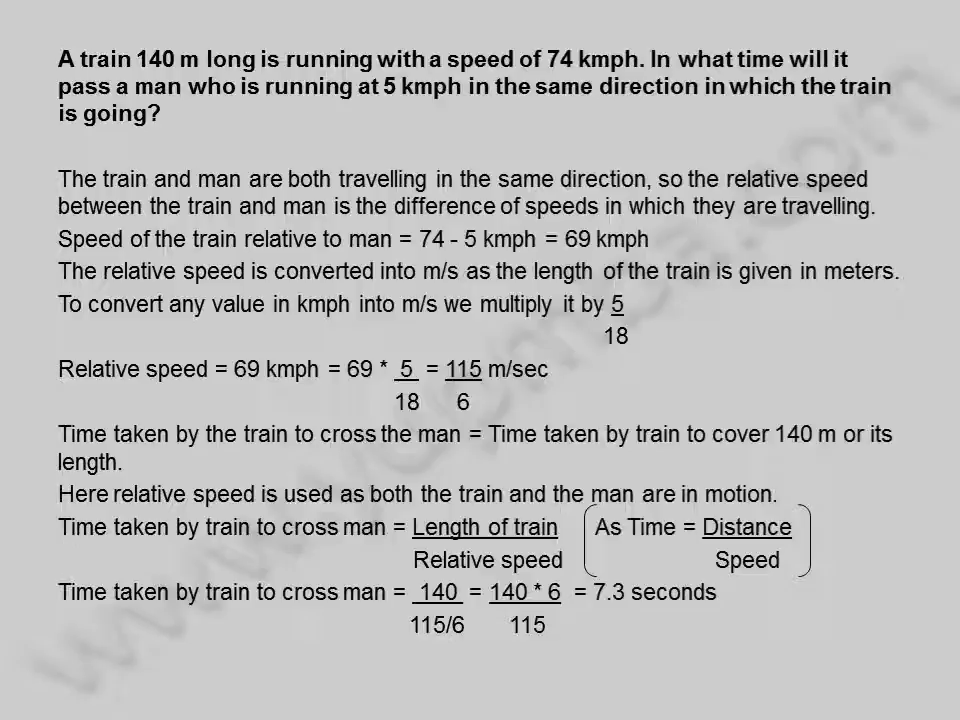 A train 140 m long is running with a speed of 74 kmph. In what time will it
pass a man who is running at 5 kmph in the same direction in which the train
is going?
The train and man are both travelling in the same direction, so the relative speed
between the train and man is the difference of speeds in which they are travelling.
Speed of the train relative to man = 74 - 5 kmph = 69 kmph
The relative speed is converted into m/s as the length of the train is given in meters.
To convert any value in kmph into m/s we multiply it by 5
18
Relative speed = 69 kmph = 69 * 5 = 115 m/sec
18 6
Time taken by the train to cross the man = Time taken by train to cover 140 m or its
length.
Here relative speed is used as both the train and the man are in motion.
Time taken by train to cross man = Length of train As Time = Distance
Relative speed Speed
Time taken by train to cross man = 140 = 140 * 6 = 7.3 seconds
115/6 115